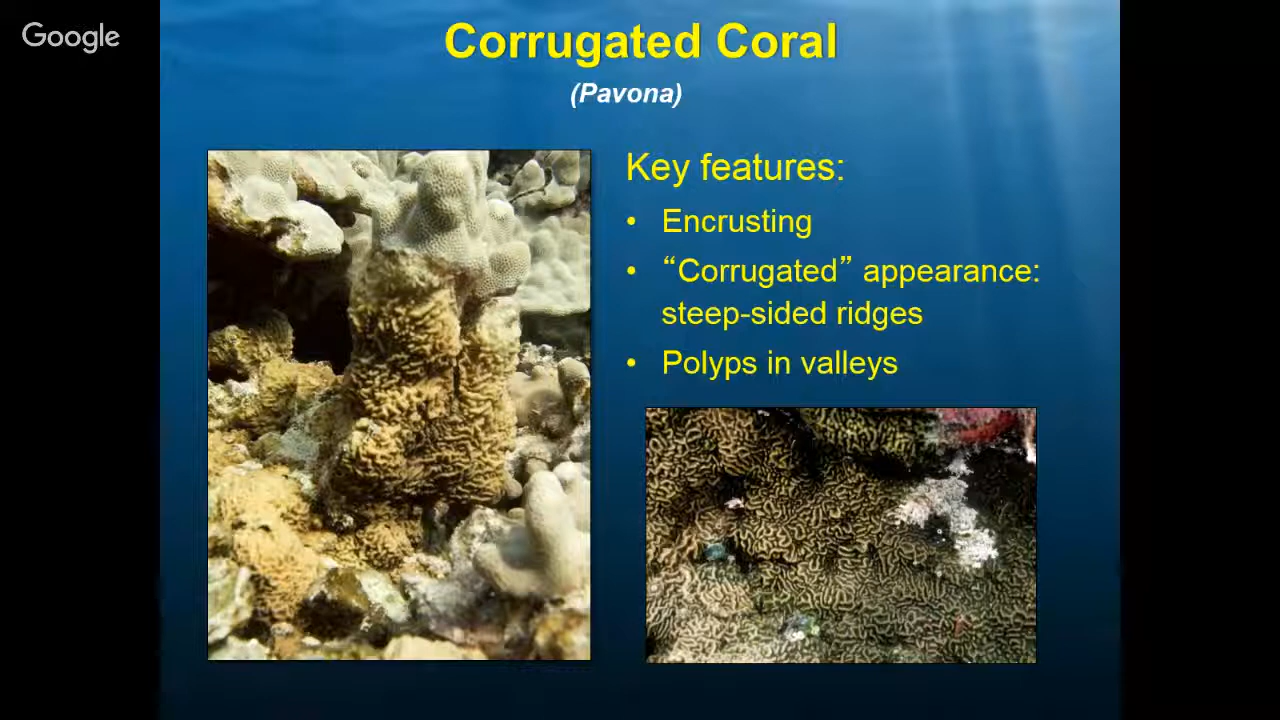 Google
Corrugated Coral
(Pavona)
Key features:
• Encrusting
• “Corrugated” appearance:
steep-sided ridges
• Polyps in valleys